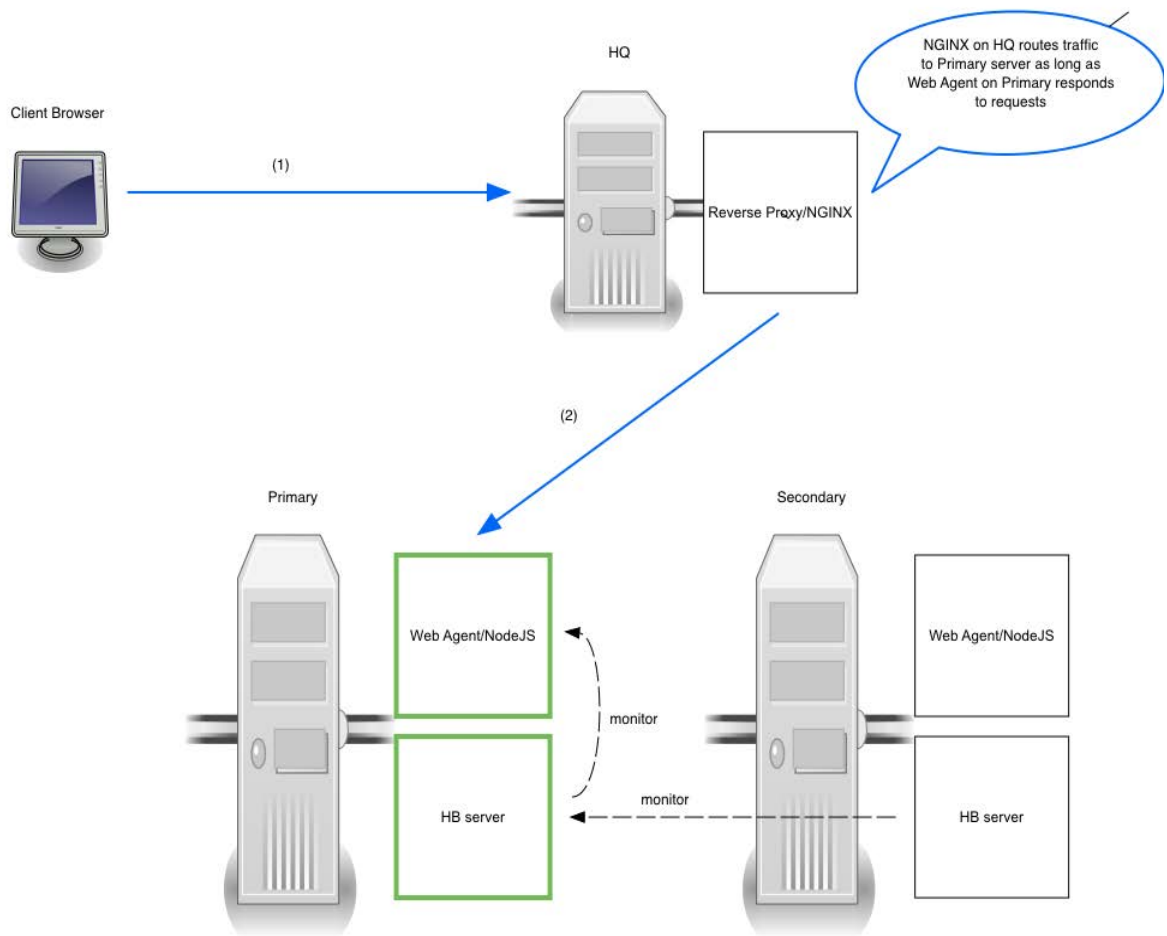 HQ
NGINX on HQ routes traffic
to Primary server as long as
Web Agent on Primary responds
to requests
Client Browser
(1)
Reverse Proxy/NGINX
(2)
Primary
Secondary
Web Agent/NodeJS
Web Agent/NodeJS
monitor
monitor
HB server
HB server